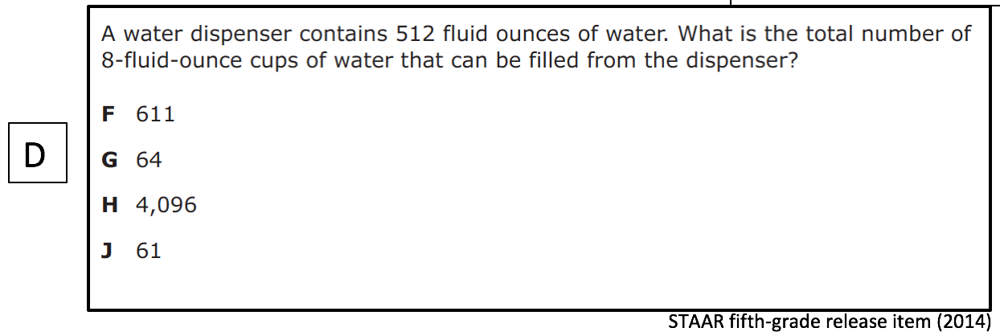 A water dispenser contains 512 fluid ounces of water. What is the total number of
8-fluid-ounce cups of water that can be filled from the dispenser?
F 611
D
G 64
H 4,096
J 61
STAAR fifth-grade release item (2014)